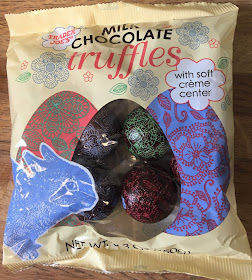 TRADER
JOE'S
MILK
CHOCOLATE
truffles
with soft
crème
center
NET WT.